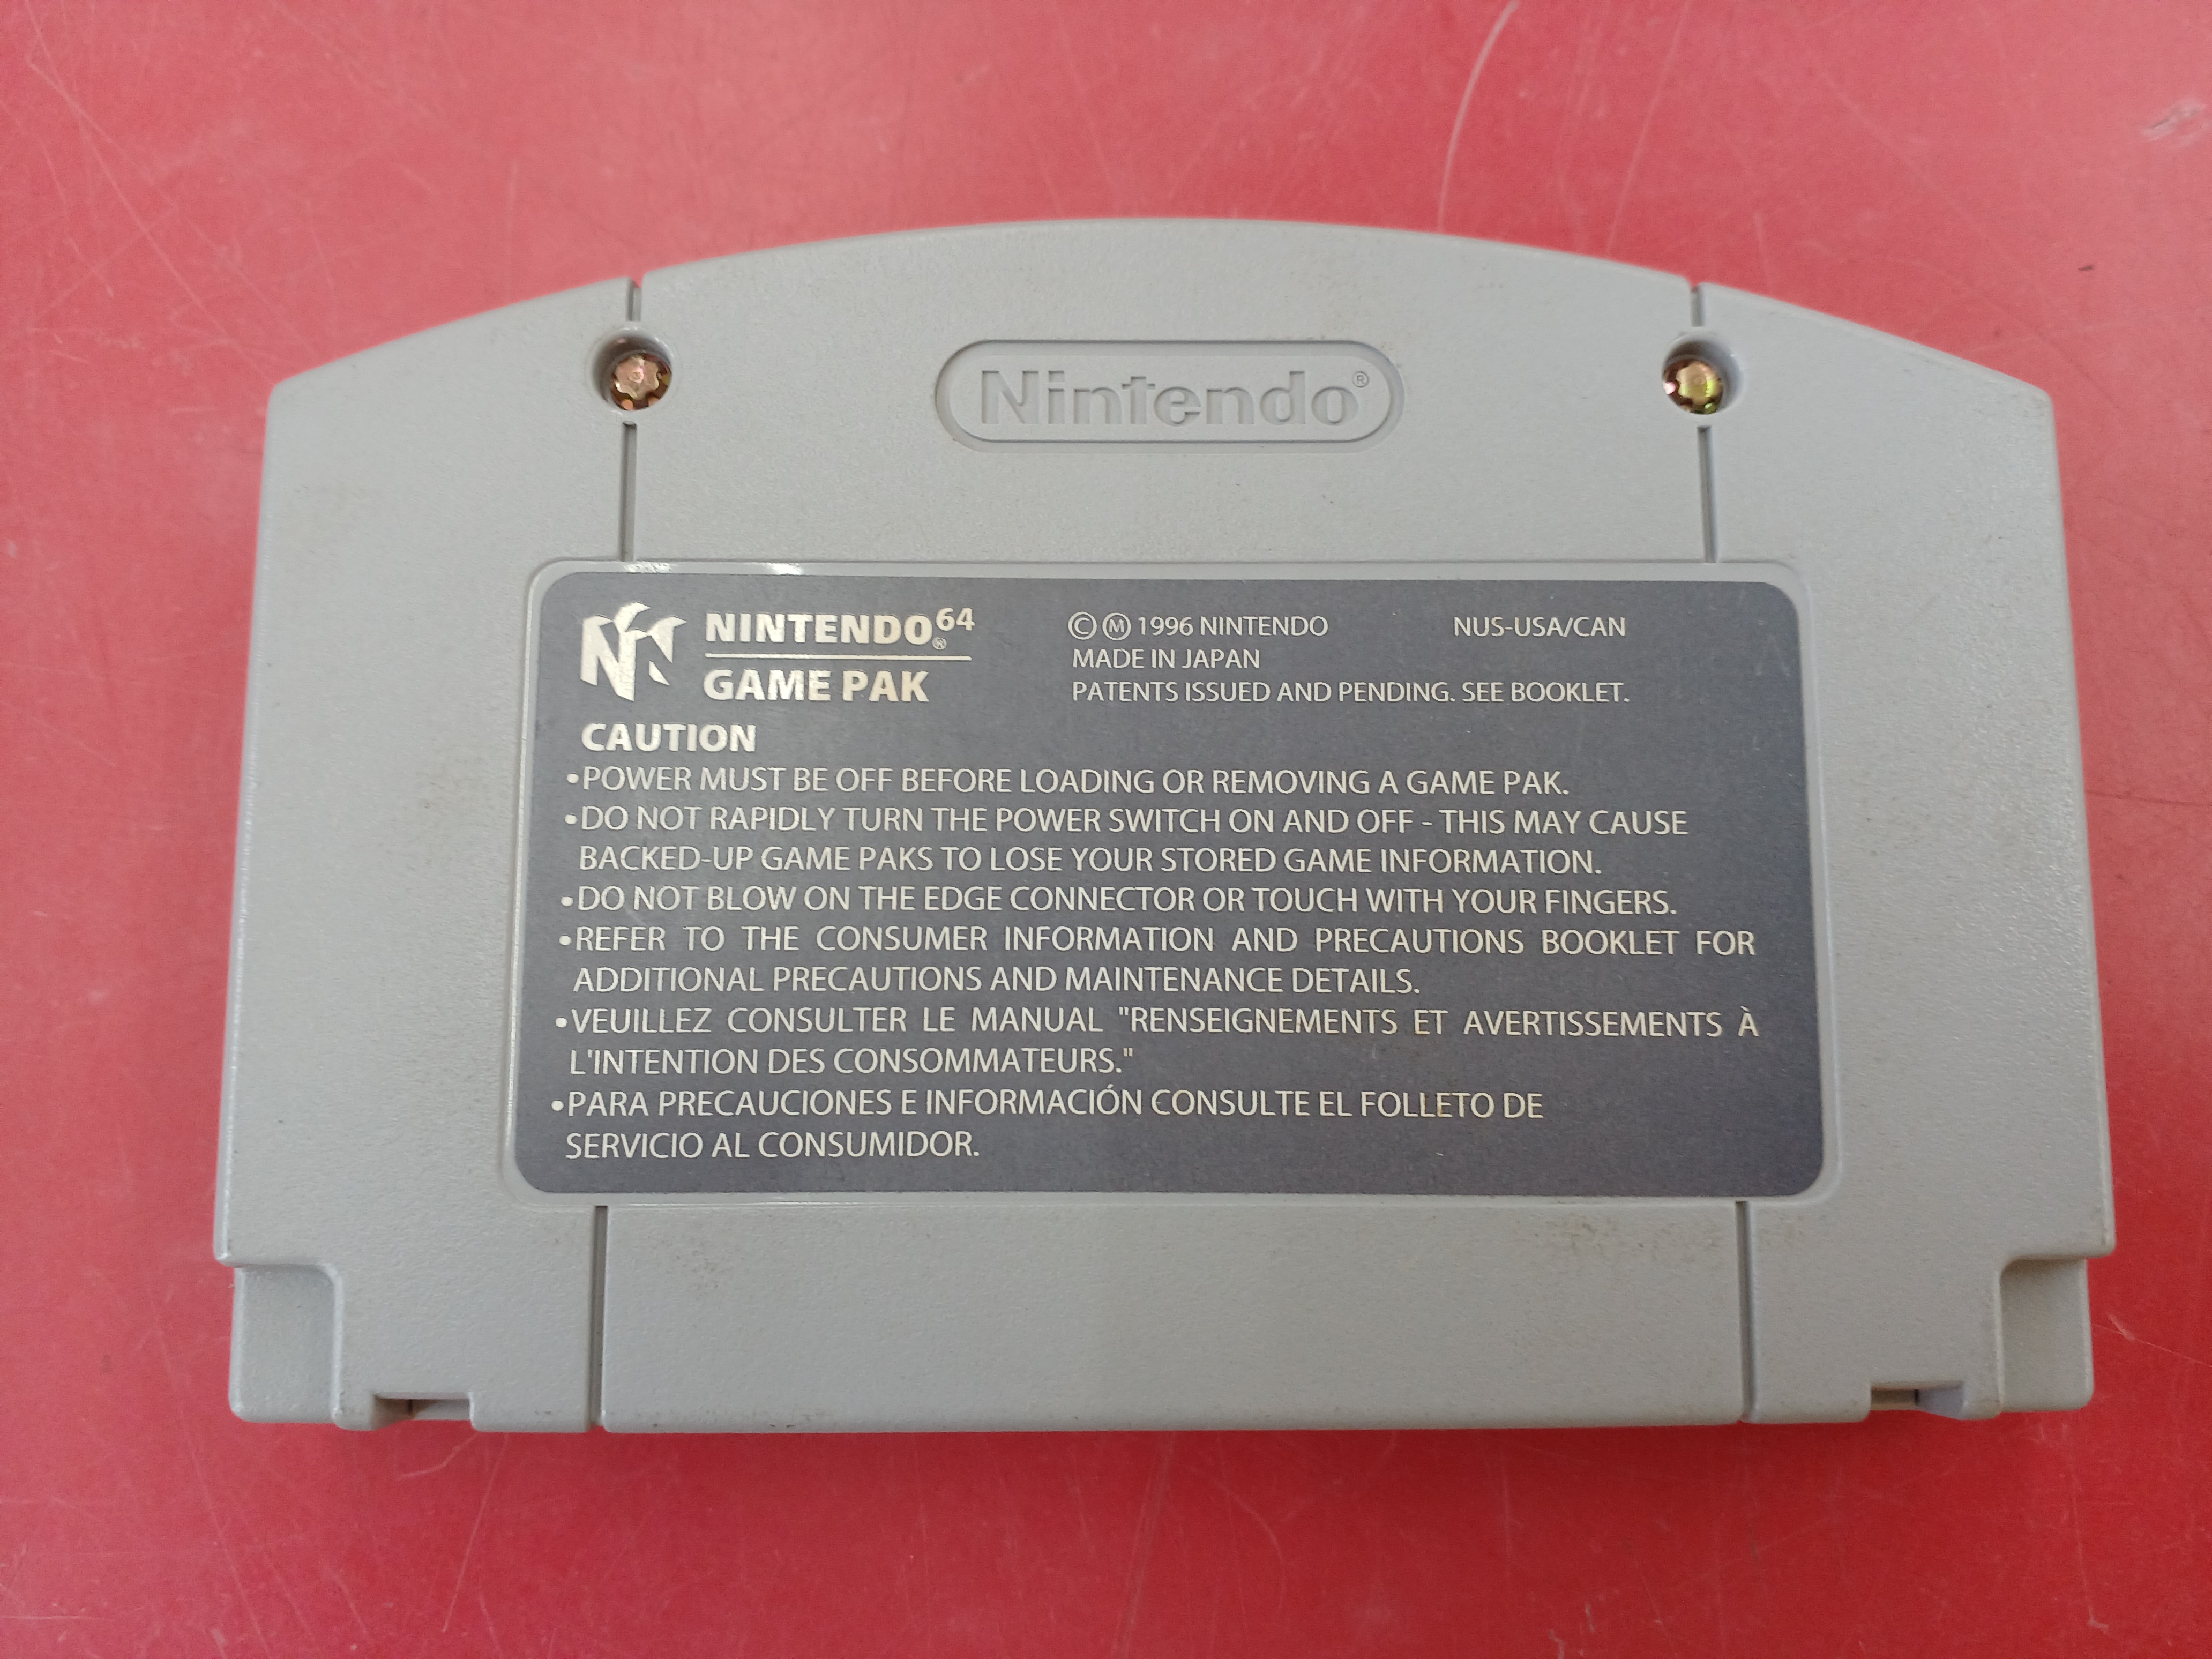 Nintendo®
NINTENDO⁶⁴®
GAME PAK
©Ⓜ1996 NINTENDO NUS-USA/CAN
MADE IN JAPAN
PATENTS ISSUED AND PENDING. SEE BOOKLET.
CAUTION
•POWER MUST BE OFF BEFORE LOADING OR REMOVING A GAME PAK.
•DO NOT RAPIDLY TURN THE POWER SWITCH ON AND OFF - THIS MAY CAUSE
BACKED-UP GAME PAKS TO LOSE YOUR STORED GAME INFORMATION.
•DO NOT BLOW ON THE EDGE CONNECTOR OR TOUCH WITH YOUR FINGERS.
•REFER TO THE CONSUMER INFORMATION AND PRECAUTIONS BOOKLET FOR
ADDITIONAL PRECAUTIONS AND MAINTENANCE DETAILS.
•VEUILLEZ CONSULTER LE MANUAL "RENSEIGNEMENTS ET AVERTISSEMENTS À
L'INTENTION DES CONSOMMATEURS."
•PARA PRECAUCIONES E INFORMACIÓN CONSULTE EL FOLLETO DE
SERVICIO AL CONSUMIDOR.